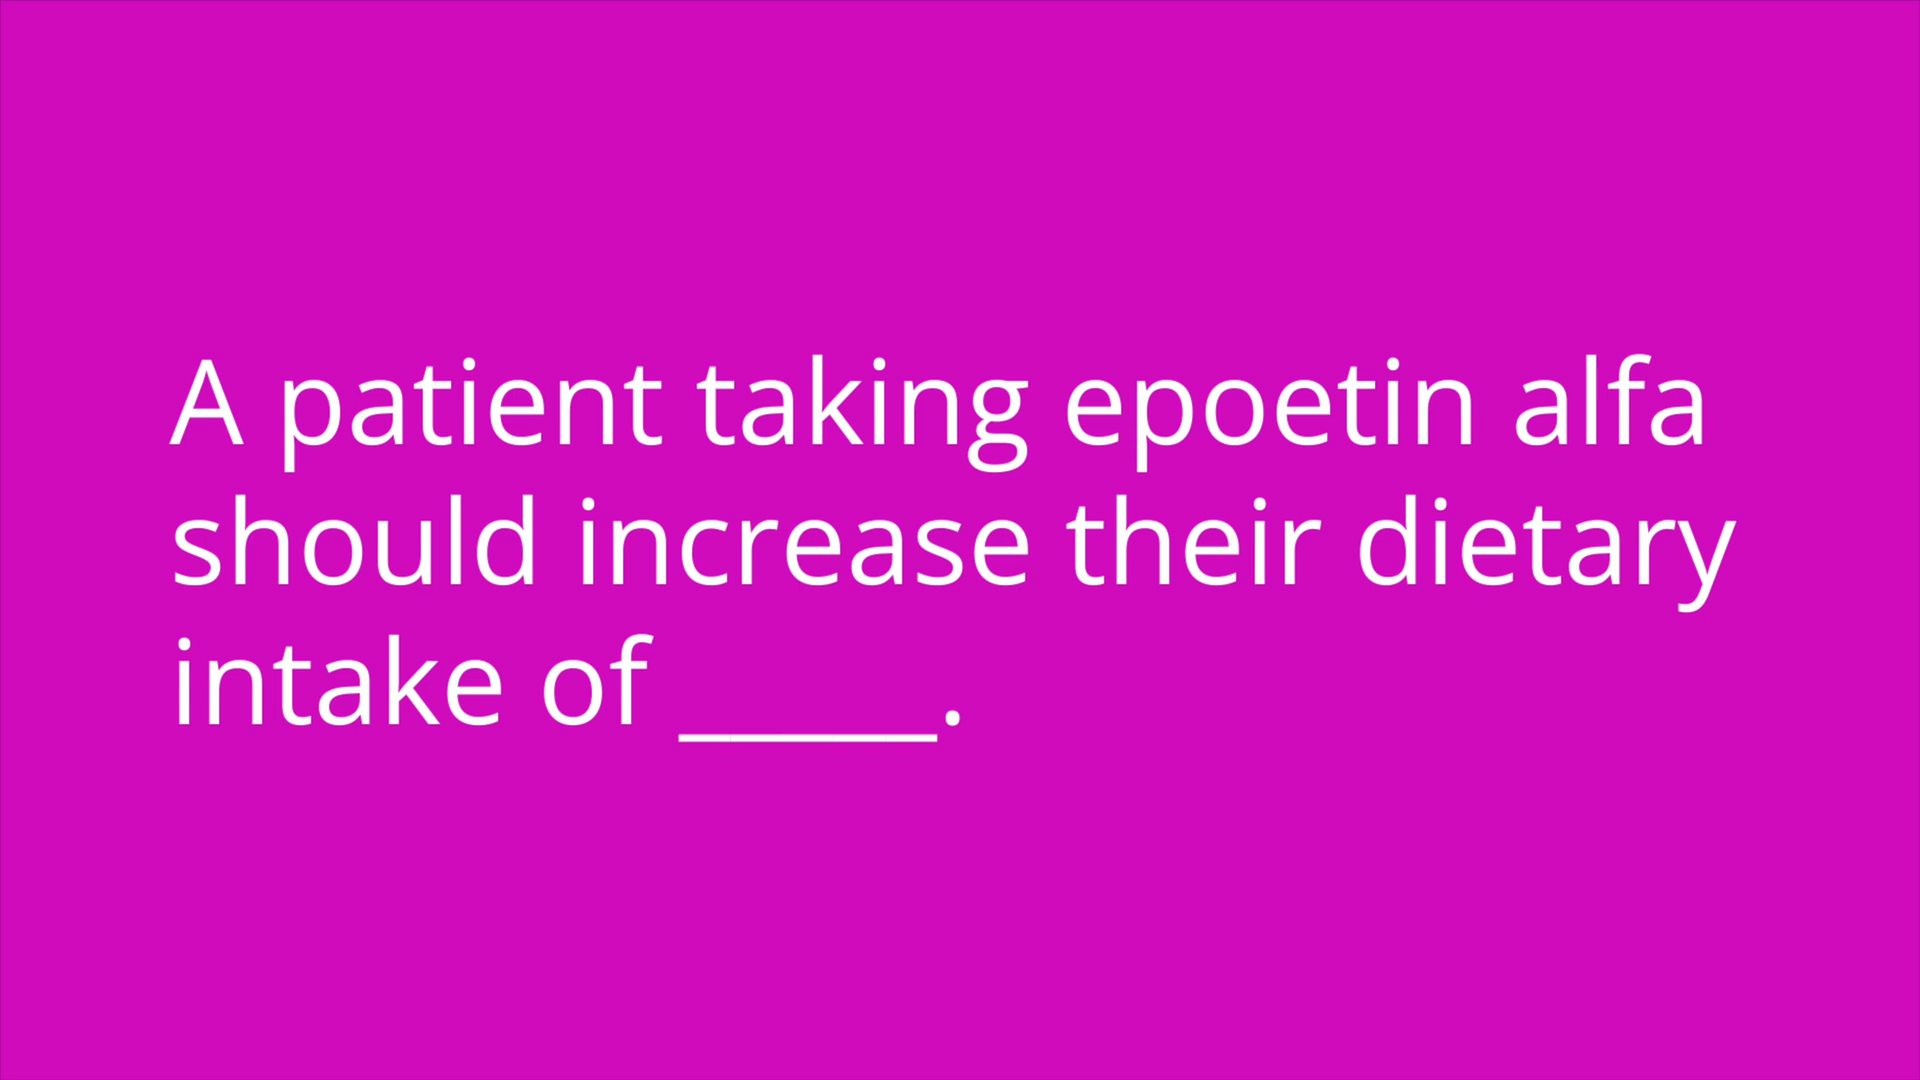 A patient taking epoetin alfa
should increase their dietary
intake of _____.